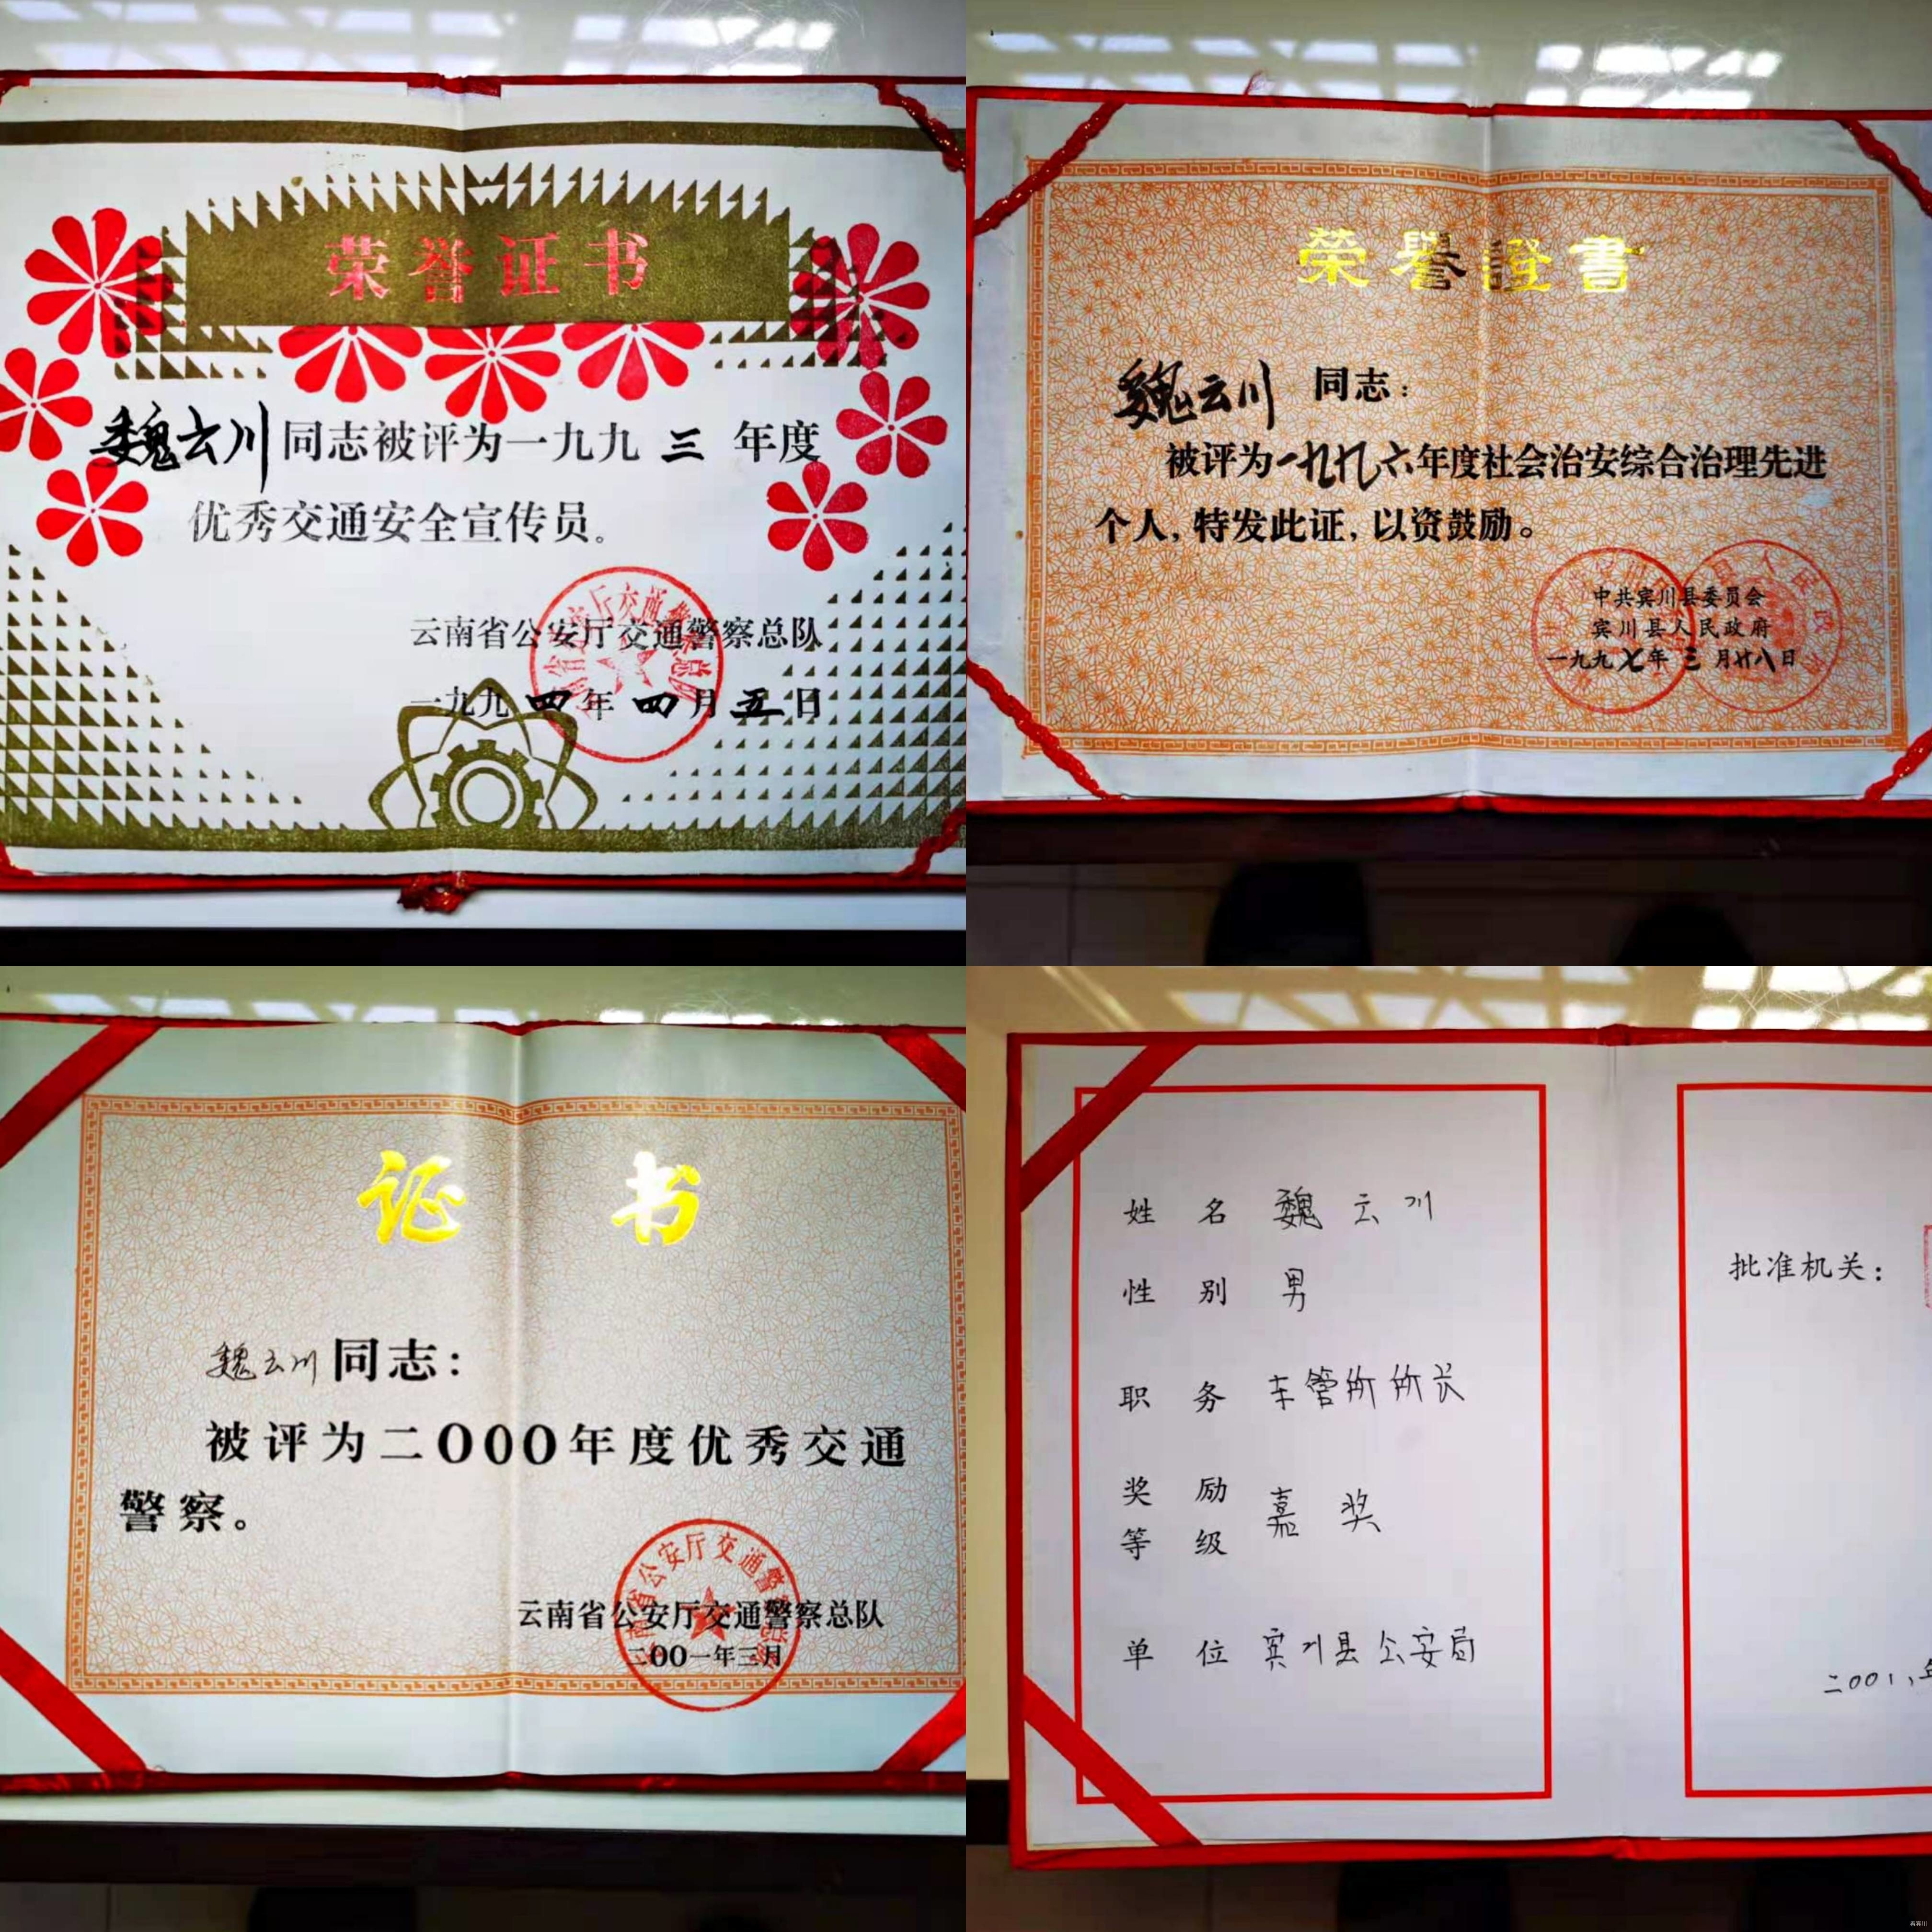 荣誉证书
魏云川同志被评为一九九三年度
优秀交通安全宣传员。
云南省公安厅交通警察总队
一九九四年四月五日
榮譽證書
魏云川 同志：
被评为一九九六年度社会治安综合治理先进
个人，特发此证，以资鼓励。
中共宾川县委员会
宾川县人民政府
一九九七年三月廿八日
证书
魏云川同志：
被评为二000年度优秀交通
警察。
云南省公安厅交通警察总队
二00一年三月
姓名 魏云川
性别 男
职务 车管所所长
奖励
等级 嘉奖
单位 宾川县公安局
批准机关：
二001,年